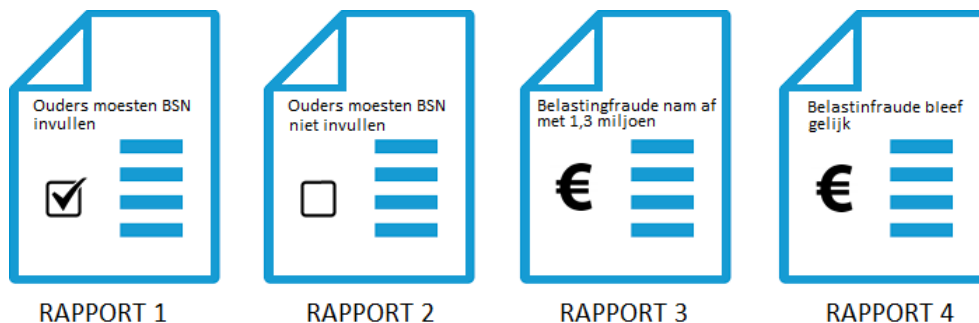 Ouders moesten BSN
invullen
RAPPORT 1
Ouders moesten BSN
niet invullen
RAPPORT 2
Belastingfraude nam af
met 1,3 miljoen
€
RAPPORT 3
Belastinfraude bleef
gelijk
€
RAPPORT 4